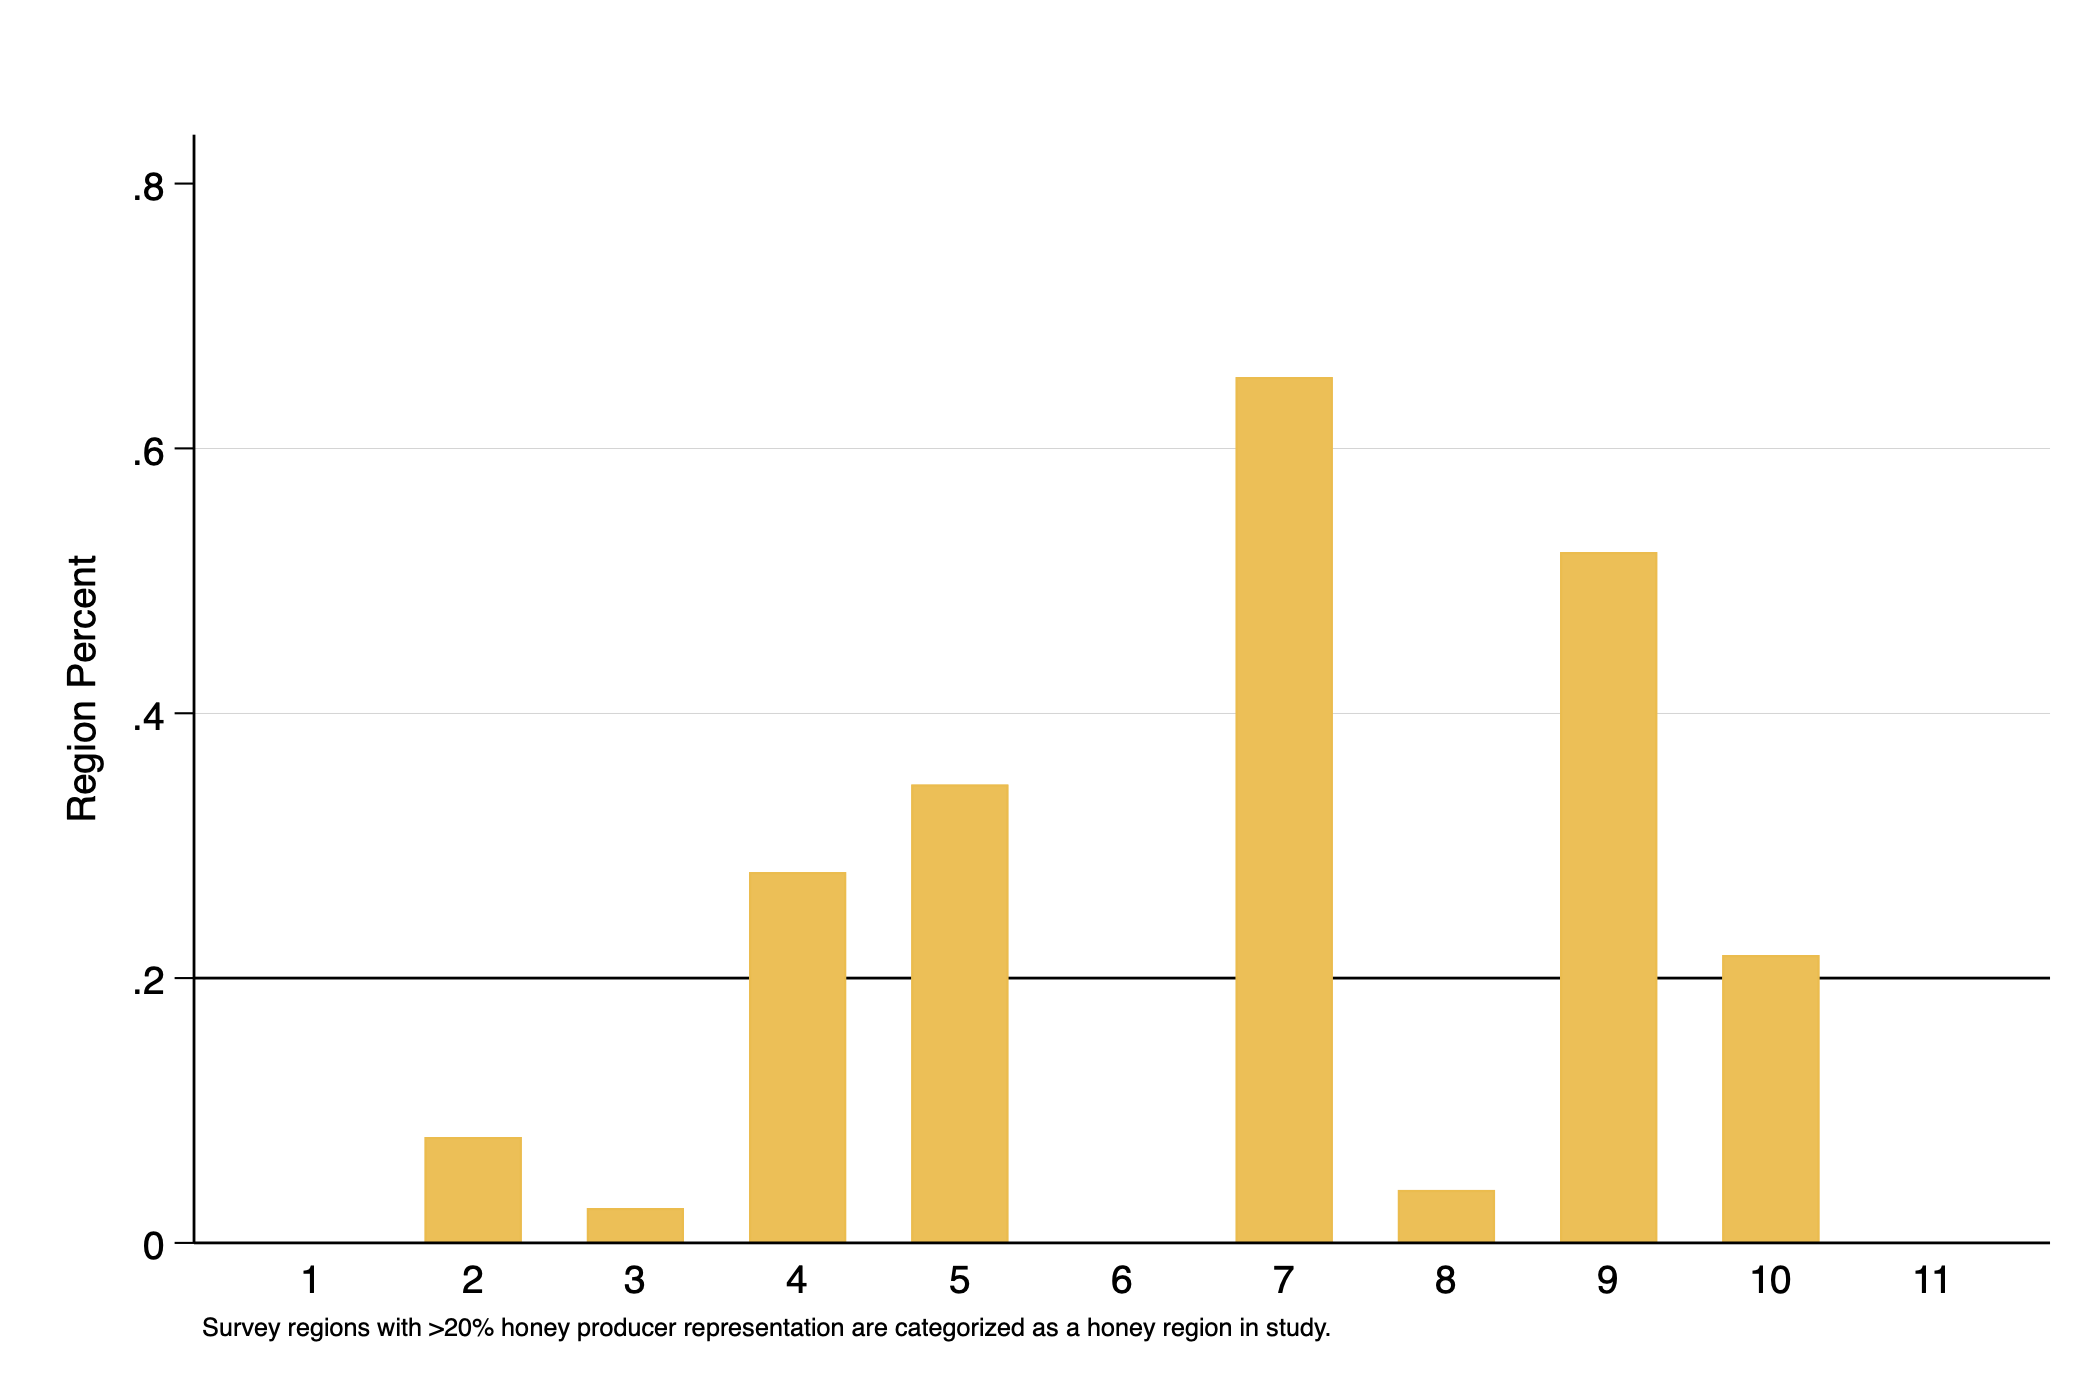 .8
.6
.4
.2
0
Region Percent
1 2 3 4 5 6 7 8 9 10 11
Survey regions with >20% honey producer representation are categorized as a honey region in study.